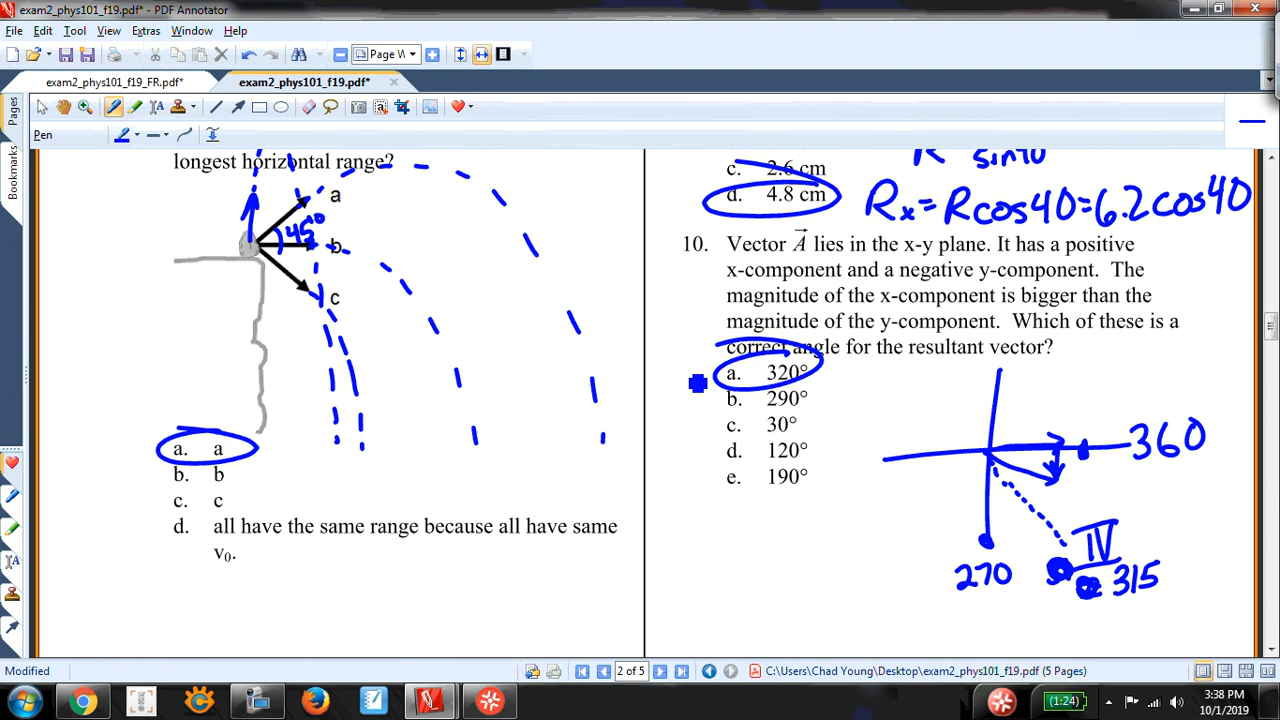 exam2_phys101_f19.pdf* - PDF Annotator
File Edit Tool View Extras Window Help
Page W
exam2_phys101_f19_FR.pdf*
exam2_phys101_f19.pdf*
Pen
Pages
longest horizontal range?
a
45°
b
c
a. a
b. b
c. c
d. all have the same range because all have same
v₀.
c. 2.6 cm
d. 4.8 cm
sin40
Rx = R cos40 = 6.2 cos40
10. Vector A⃗ lies in the x-y plane. It has a positive
x-component and a negative y-component. The
magnitude of the x-component is bigger than the
magnitude of the y-component. Which of these is a
correct angle for the resultant vector?
a. 320°
b. 290°
c. 30°
d. 120°
e. 190°
360
IV
270
315
Modified
2 of 5
C:\Users\Chad Young\Desktop\exam2_phys101_f19.pdf (5 Pages)
(1:24)
3:38 PM
10/1/2019